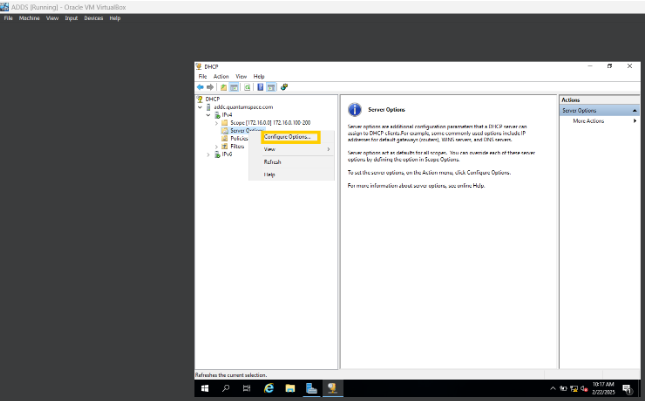 ADDS [Running] - Oracle VM VirtualBox
File Machine View Input Devices Help
DHCP
File Action View Help
DHCP
addc.quantumspace.com
IPv4
Scope [172.16.0.0] 172.16.0.100-200
Server Options
Policies
Filters
IPv6
Configure Options...
View
Refresh
Help
Server Options
Server options are additional configuration parameters that a DHCP server can
assign to DHCP clients. For example, some commonly used options include IP
addresses for default gateways (routers), WINS servers, and DNS servers.
Server options act as defaults for all scopes. You can override each of these server
options by defining the option in Scope Options.
To set the server options, on the Action menu, click Configure Options.
For more information about server options, see online Help.
Actions
Server Options
More Actions
Refreshes the current selection.
10:17 AM
2/22/2025